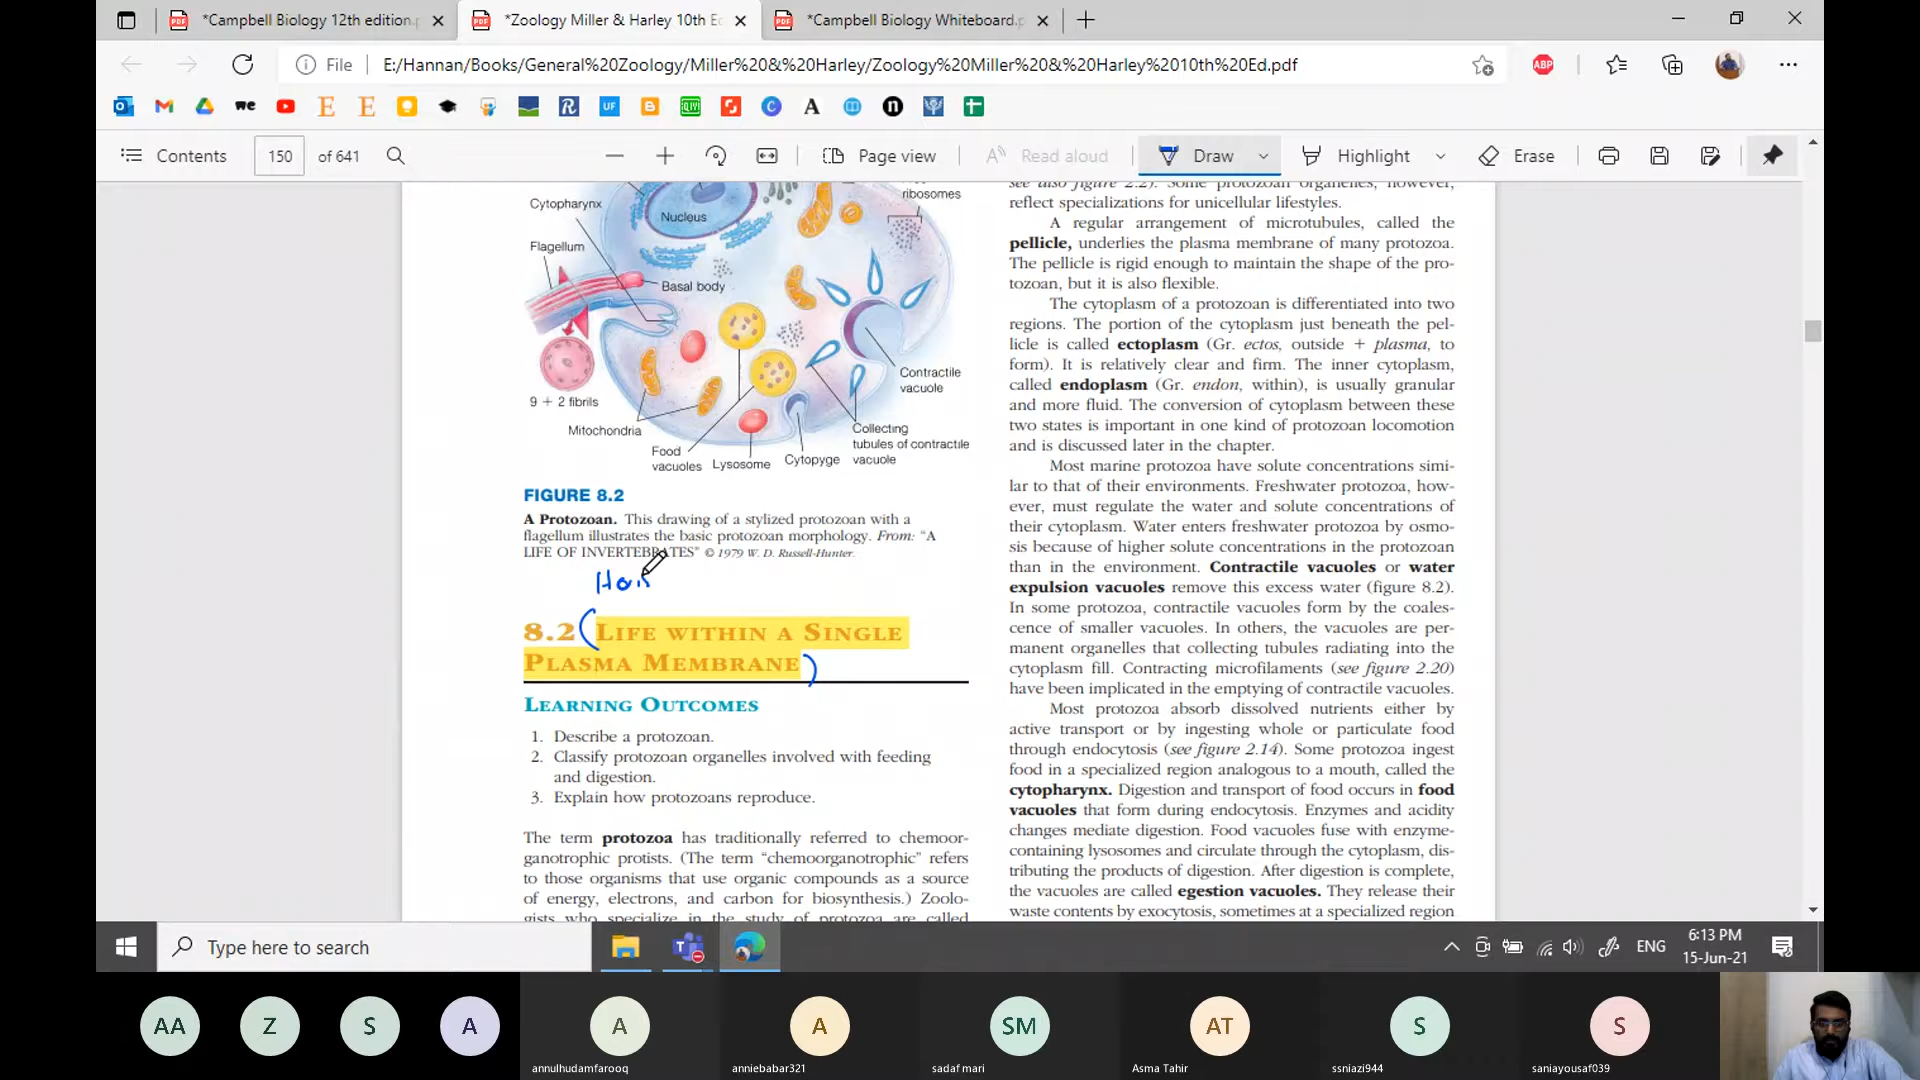 *Campbell Biology 12th edition.p
*Zoology Miller & Harley 10th Ed
*Campbell Biology Whiteboard.p
File
E:/Hannan/Books/General%20Zoology/Miller%20&%20Harley/Zoology%20Miller%20&%20Harley%2010th%20Ed.pdf
Contents
150
of 641
Page view
Read aloud
Draw
Highlight
Erase
ribosomes
Cytopharynx
Nucleus
Flagellum
Basal body
Contractile
vacuole
9 + 2 fibrils
Mitochondria
Collecting
tubules of contractile
vacuole
Food
vacuoles
Lysosome
Cytopyge
FIGURE 8.2
A Protozoan. This drawing of a stylized protozoan with a
flagellum illustrates the basic protozoan morphology. From: "A
LIFE OF INVERTEBRATES" © 1979 W. D. Russell-Hunter.
8.2 (LIFE WITHIN A SINGLE
PLASMA MEMBRANE)
LEARNING OUTCOMES
1. Describe a protozoan.
2. Classify protozoan organelles involved with feeding
and digestion.
3. Explain how protozoans reproduce.
The term protozoa has traditionally referred to chemoor-
ganotrophic protists. (The term "chemoorganotrophic" refers
to those organisms that use organic compounds as a source
of energy, electrons, and carbon for biosynthesis.) Zoolo-
gists who specialize in the study of protozoa are called
see also figure 2.2). Some protozoan organelles, however,
reflect specializations for unicellular lifestyles.
A regular arrangement of microtubules, called the
pellicle, underlies the plasma membrane of many protozoa.
The pellicle is rigid enough to maintain the shape of the pro-
tozoan, but it is also flexible.
The cytoplasm of a protozoan is differentiated into two
regions. The portion of the cytoplasm just beneath the pel-
licle is called ectoplasm (Gr. ectos, outside + plasma, to
form). It is relatively clear and firm. The inner cytoplasm,
called endoplasm (Gr. endon, within), is usually granular
and more fluid. The conversion of cytoplasm between these
two states is important in one kind of protozoan locomotion
and is discussed later in the chapter.
Most marine protozoa have solute concentrations simi-
lar to that of their environments. Freshwater protozoa, how-
ever, must regulate the water and solute concentrations of
their cytoplasm. Water enters freshwater protozoa by osmo-
sis because of higher solute concentrations in the protozoan
than in the environment. Contractile vacuoles or water
expulsion vacuoles remove this excess water (figure 8.2).
In some protozoa, contractile vacuoles form by the coales-
cence of smaller vacuoles. In others, the vacuoles are per-
manent organelles that collecting tubules radiating into the
cytoplasm fill. Contracting microfilaments (see figure 2.20)
have been implicated in the emptying of contractile vacuoles.
Most protozoa absorb dissolved nutrients either by
active transport or by ingesting whole or particulate food
through endocytosis (see figure 2.14). Some protozoa ingest
food in a specialized region analogous to a mouth, called the
cytopharynx. Digestion and transport of food occurs in food
vacuoles that form during endocytosis. Enzymes and acidity
changes mediate digestion. Food vacuoles fuse with enzyme-
containing lysosomes and circulate through the cytoplasm, dis-
tributing the products of digestion. After digestion is complete,
the vacuoles are called egestion vacuoles. They release their
waste contents by exocytosis, sometimes at a specialized region
Type here to search
ENG
6:13 PM
15-Jun-21
AA
Z
S
A
A
A
SM
AT
S
S
annulhudamfarooq
anniebabar321
sadaf mari
Asma Tahir
ssniazi944
saniayousaf039